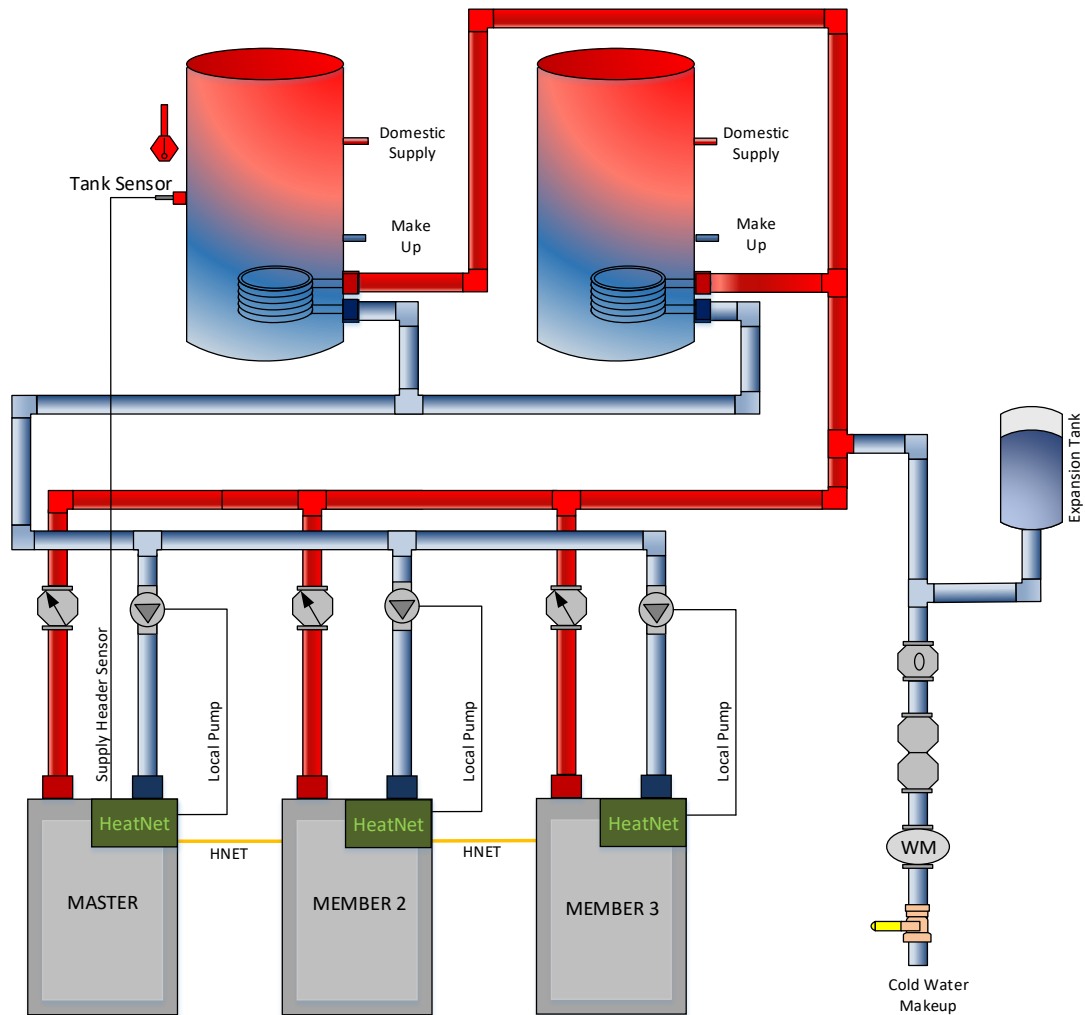 Domestic
Supply
Domestic
Supply
Tank Sensor
Make
Up
Make
Up
Expansion Tank
Supply Header Sensor
Local Pump
Local Pump
Local Pump
0
HeatNet
HeatNet
HeatNet
HNET
HNET
WM
MASTER
MEMBER 2
MEMBER 3
Cold Water
Makeup